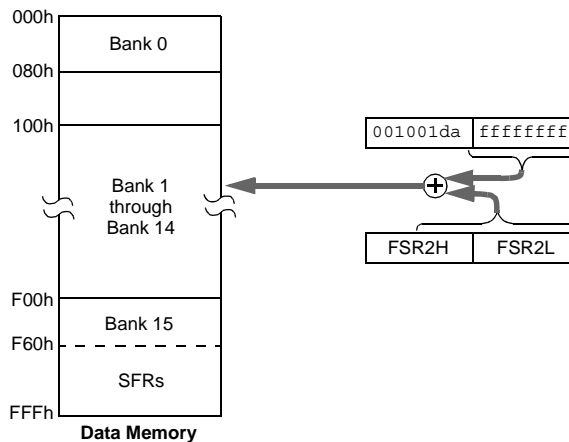 000h
Bank 0
080h
100h
001001da ffffffff
Bank 1
through
Bank 14
FSR2H FSR2L
F00h
Bank 15
F60h
SFRs
FFFh
Data Memory